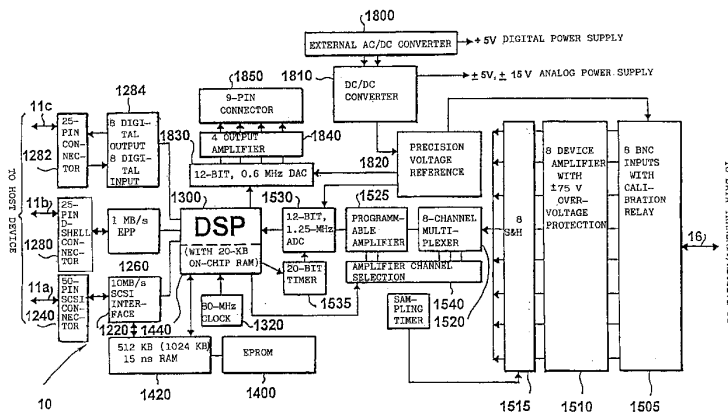 1800
EXTERNAL AC/DC CONVERTER
+ 5V DIGITAL POWER SUPPLY
1850
1810
DC/DC
CONVERTER
±5V, ± 15 V ANALOG POWER SUPPLY
1284
9-PIN
CONNECTOR
11c
25-
PIN
CON-
NEC-
TOR
1282
8 DIGI-
TAL
OUTPUT
8 DIGI-
TAL
INPUT
1830
4 OUTPUT
AMPLIFIER
1840
12-BIT, 0.6 MHz DAC
1820
PRECISION
VOLTAGE
REFERENCE
TO HOST DEVICE
11b
25-PIN
D-
SHELL
CON-
NEC-
TOR
1280
1 MB/s
EPP
1260
1300
DSP
(WITH 20-KB
ON-CHIP RAM)
1530
12-BIT,
1.25-MHz
ADC
1525
PROGRAMM-
ABLE
AMPLIFIER
8-CHANNEL
MULTI-
PLEXER
8
S&H
8 DEVICE
AMPLIFIER
WITH
±75 V
OVER-
VOLTAGE
PROTECTION
8 BNC
INPUTS
WITH
CALI-
BRATION
RELAY
16
11a
50-
PIN
SCSI
CON-
NEC-
TOR
1240
10MB/s
SCSI
INTER-
FACE
1220
1440
20-BIT
TIMER
1535
AMPLIFIER CHANNEL
SELECTION
1540
1520
80-MHz
CLOCK
1320
SAM-
PLING
TIMER
512 KB (1024 KB)
15 ns RAM
EPROM
10
1420
1400
1515
1510
1505